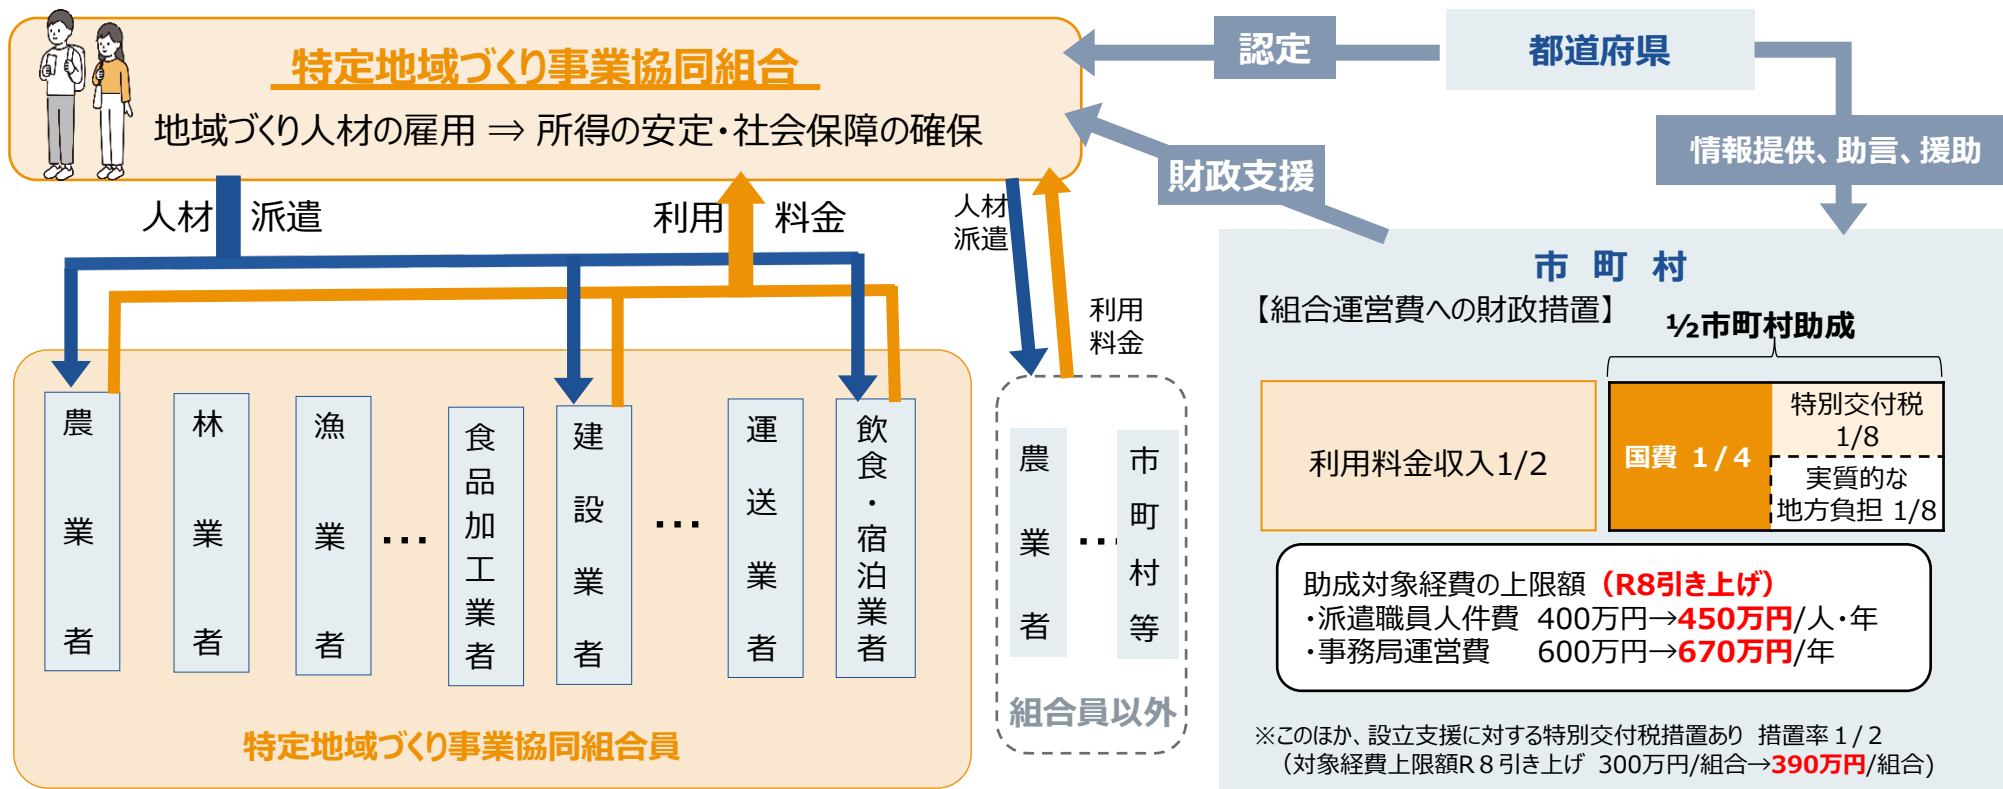 特定地域づくり事業協同組合
地域づくり人材の雇用 ⇒ 所得の安定・社会保障の確保
認定
都道府県
情報提供、助言、援助
財政支援
人材 派遣
利用 料金
人材
派遣
利用
料金
農業者
林業者
漁業者
…
食品加工業者
建設業者
…
運送業者
飲食・宿泊業者
特定地域づくり事業協同組合員
農業者
…
市町村等
組合員以外
市 町 村
【組合運営費への財政措置】
½市町村助成
利用料金収入1/2
国費 1/4
特別交付税
1/8
実質的な
地方負担 1/8
助成対象経費の上限額（R8引き上げ）
・派遣職員人件費 400万円→450万円/人・年
・事務局運営費 600万円→670万円/年
※このほか、設立支援に対する特別交付税措置あり 措置率1/2
（対象経費上限額R8引き上げ 300万円/組合→390万円/組合)